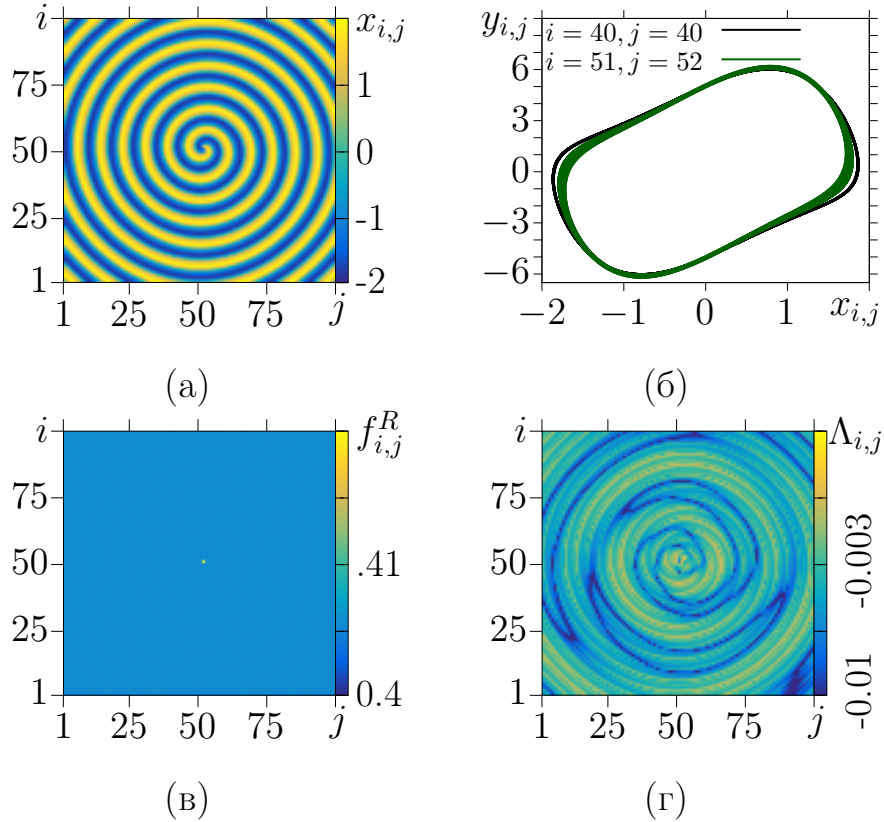 i
75
50
25
1
1 25 50 75 j
x_{i,j}
1
0
-1
-2
(а)
y_{i,j}
6
3
0
−3
−6
−2 −1 0 1 x_{i,j}
i = 40, j = 40
i = 51, j = 52
(б)
i
75
50
25
1
1 25 50 75 j
f^R_{i,j}
.41
0.4
(в)
i
75
50
25
1
1 25 50 75 j
Λ_{i,j}
-0.003
-0.01
(г)